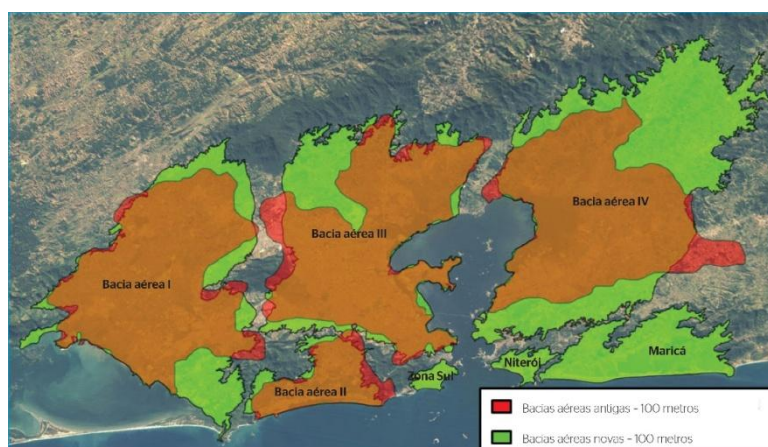 Bacia aérea I
Bacia aérea II
Bacia aérea III
Bacia aérea IV
Zona Sul
Niterói
Maricá
Bacias aéreas antigas - 100 metros
Bacias aéreas novas - 100 metros